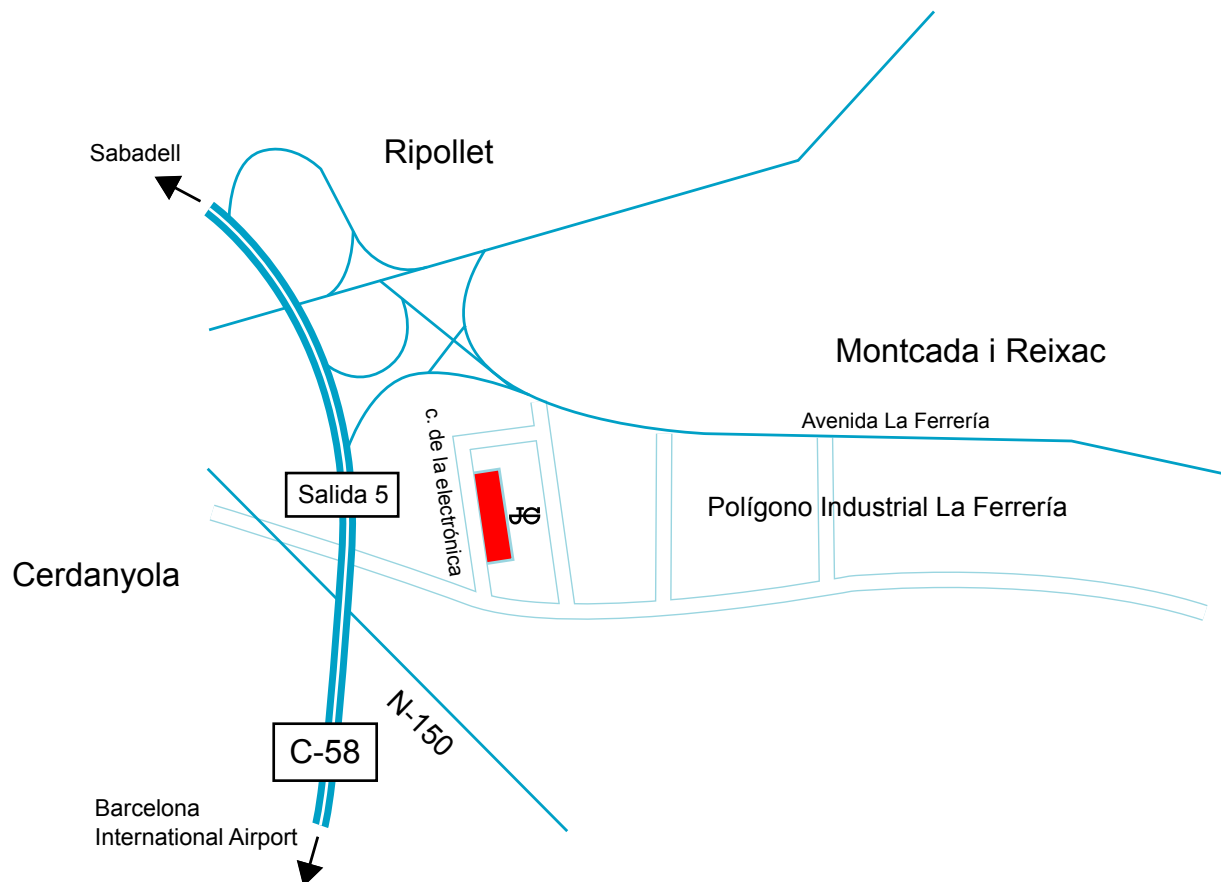 Sabadell
Ripollet
Montcada i Reixac
Avenida La Ferrería
c. de la electrónica
Salida 5
JG
Polígono Industrial La Ferrería
Cerdanyola
N-150
C-58
Barcelona
International Airport